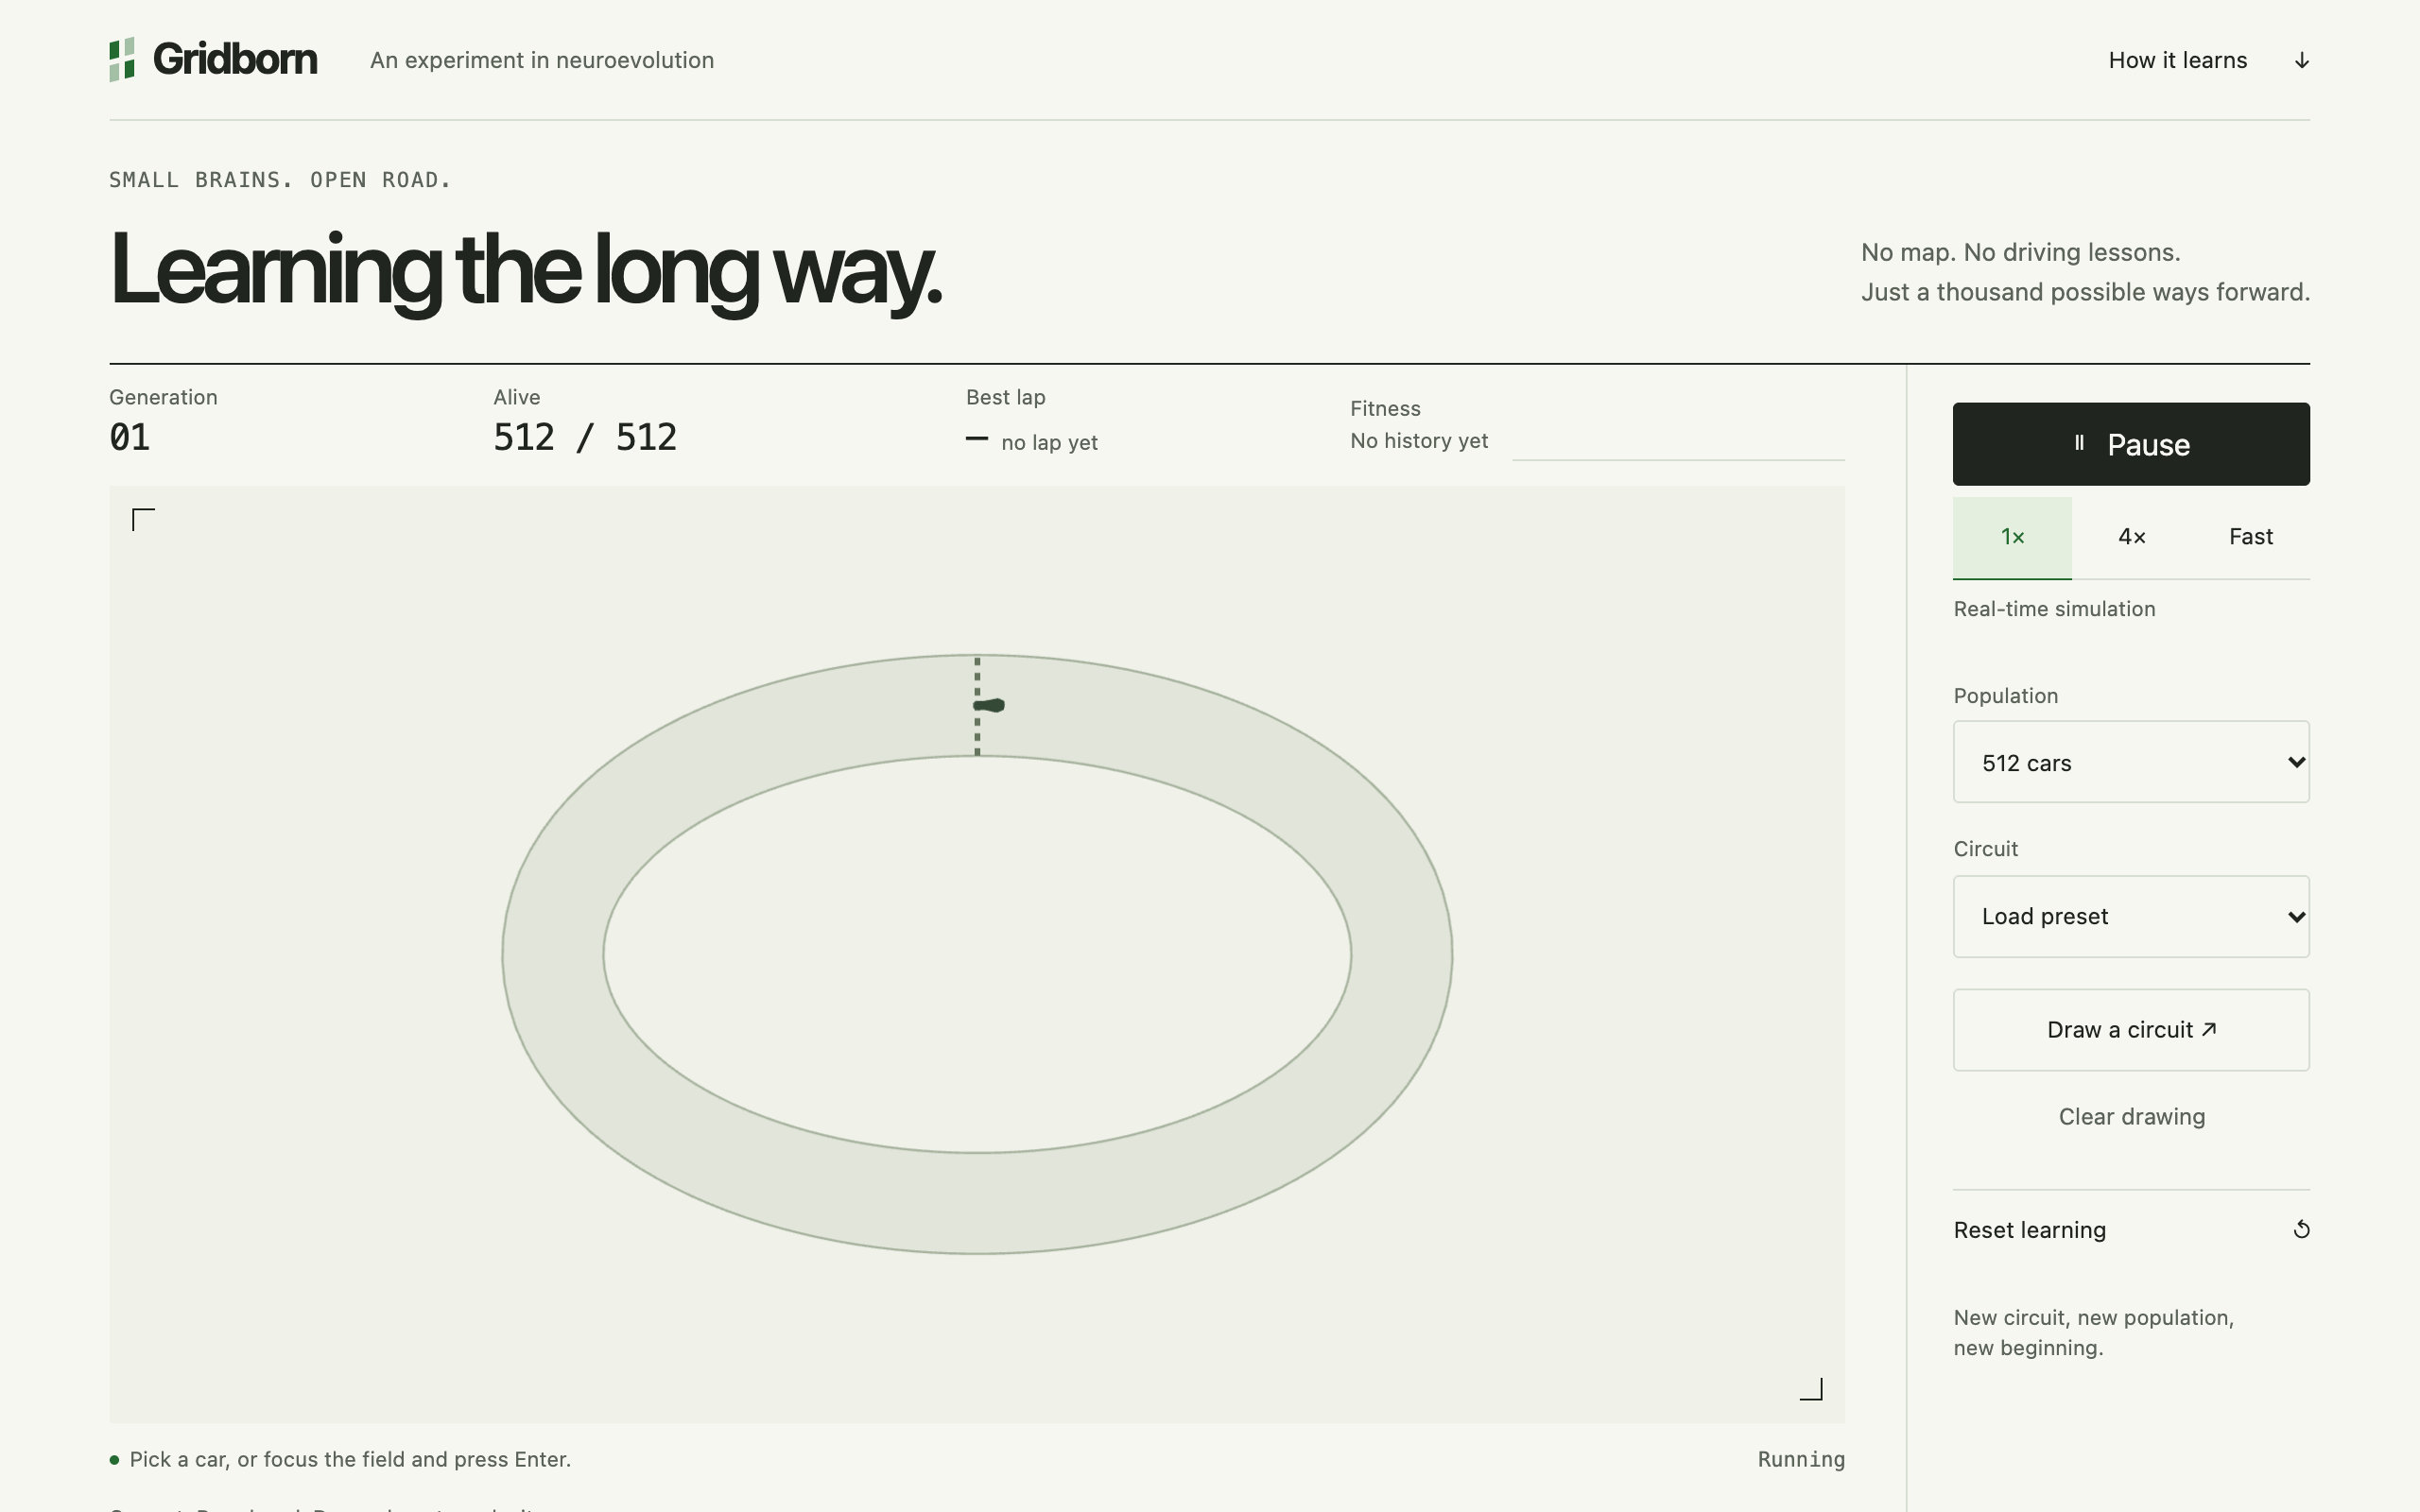 Gridborn
An experiment in neuroevolution
How it learns ↓
SMALL BRAINS. OPEN ROAD.
Learning the long way.
No map. No driving lessons.
Just a thousand possible ways forward.
Generation
01
Alive
512 / 512
Best lap
— no lap yet
Fitness
No history yet
Pause
1× 4× Fast
Real-time simulation
Population
512 cars
Circuit
Load preset
Draw a circuit ↗
Clear drawing
Reset learning
New circuit, new population,
new beginning.
Pick a car, or focus the field and press Enter.
Running